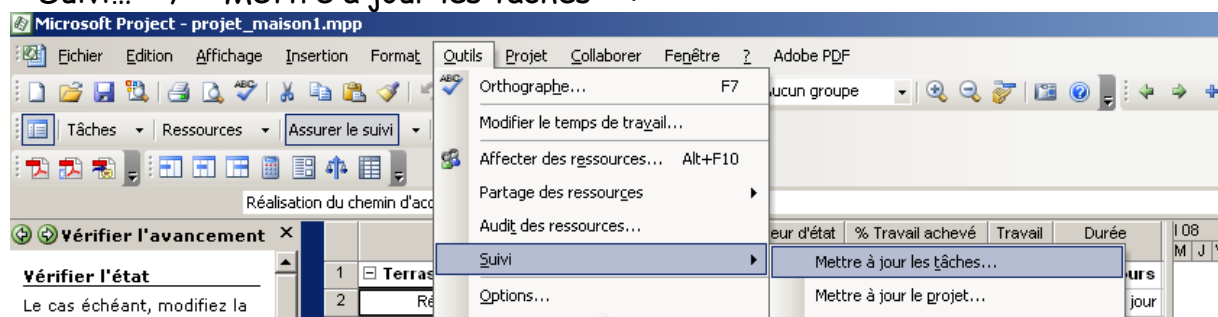 Suivi... / Mettre à jour les tâches
Microsoft Project - projet_maison1.mpp
Fichier Edition Affichage Insertion Format Outils Projet Collaborer Fenêtre ? Adobe PDF
Orthographe... F7
ucun groupe
Modifier le temps de travail...
Tâches Ressources Assurer le suivi
Affecter des ressources... Alt+F10
Partage des ressources
Réalisation du chemin d'acc
Audit des ressources...
Vérifier l'avancement
eur d'état % Travail achevé Travail Durée l 08
M J V
Suivi
Mettre à jour les tâches...
Vérifier l'état
1 Terras
urs
Options...
Mettre à jour le projet...
Le cas échéant, modifiez la
2 Ré
jour